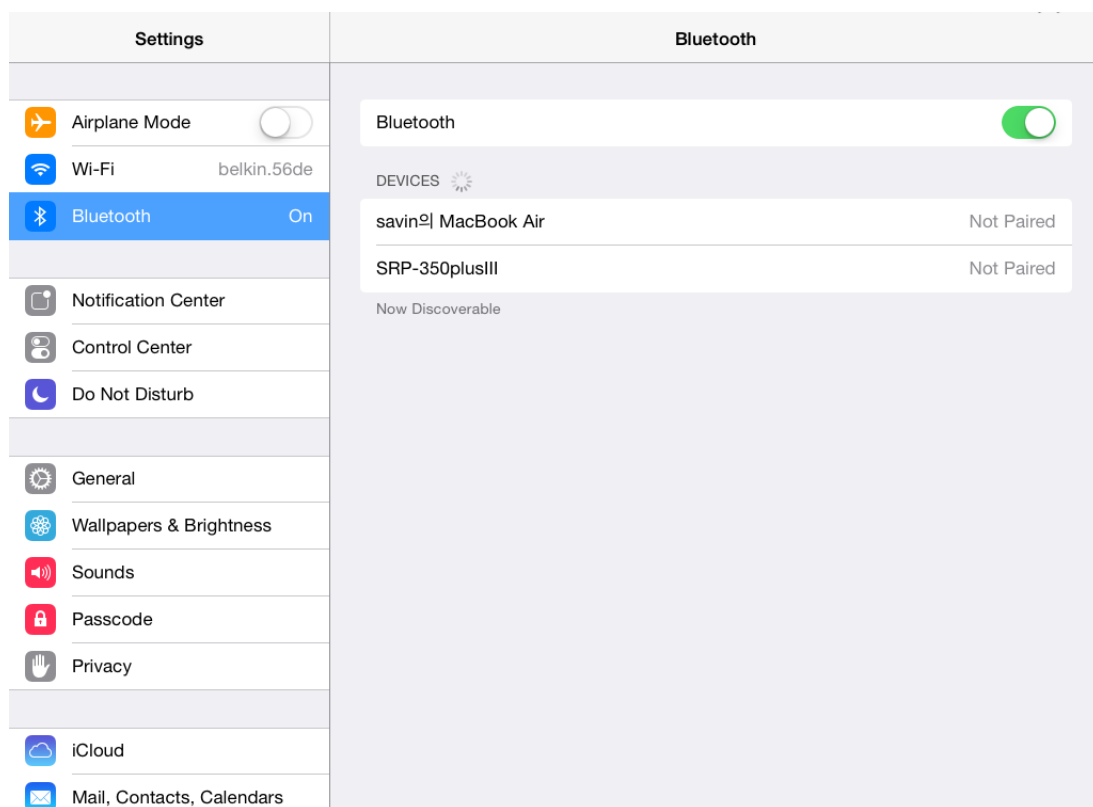 Settings
Bluetooth
Airplane Mode
Wi-Fi belkin.56de
Bluetooth On
Notification Center
Control Center
Do Not Disturb
General
Wallpapers & Brightness
Sounds
Passcode
Privacy
iCloud
Mail, Contacts, Calendars
Bluetooth
DEVICES
savin의 MacBook Air Not Paired
SRP-350plusIII Not Paired
Now Discoverable